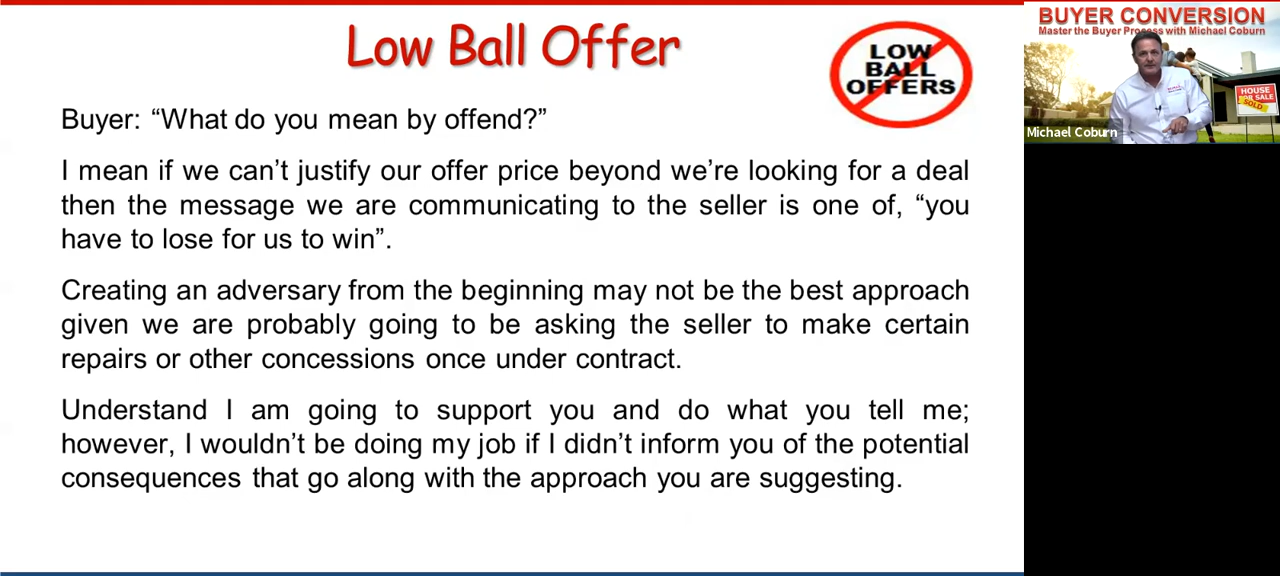 Low Ball Offer
LOW
BALL
OFFERS
Buyer: “What do you mean by offend?”
I mean if we can’t justify our offer price beyond we’re looking for a deal
then the message we are communicating to the seller is one of, “you
have to lose for us to win”.
Creating an adversary from the beginning may not be the best approach
given we are probably going to be asking the seller to make certain
repairs or other concessions once under contract.
Understand I am going to support you and do what you tell me;
however, I wouldn’t be doing my job if I didn’t inform you of the potential
consequences that go along with the approach you are suggesting.
BUYER CONVERSION
Master the Buyer Process with Michael Coburn
HOUSE
FOR SALE
SOLD
Michael Coburn